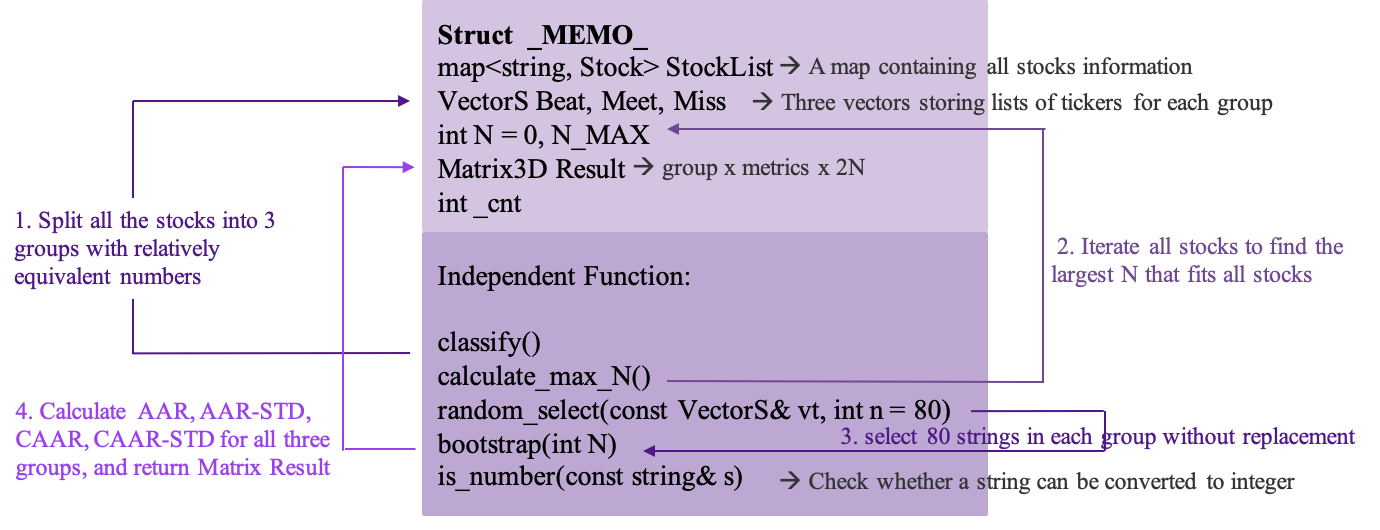 Struct _MEMO_
map<string, Stock> StockList → A map containing all stocks information
VectorS Beat, Meet, Miss → Three vectors storing lists of tickers for each group
int N = 0, N_MAX
Matrix3D Result → group x metrics x 2N
int _cnt
1. Split all the stocks into 3
groups with relatively
equivalent numbers
2. Iterate all stocks to find the
largest N that fits all stocks
Independent Function:
classify()
calculate_max_N()
random_select(const VectorS& vt, int n = 80)
3. select 80 strings in each group without replacement
bootstrap(int N)
is_number(const string& s) → Check whether a string can be converted to integer
4. Calculate AAR, AAR-STD,
CAAR, CAAR-STD for all three
groups, and return Matrix Result